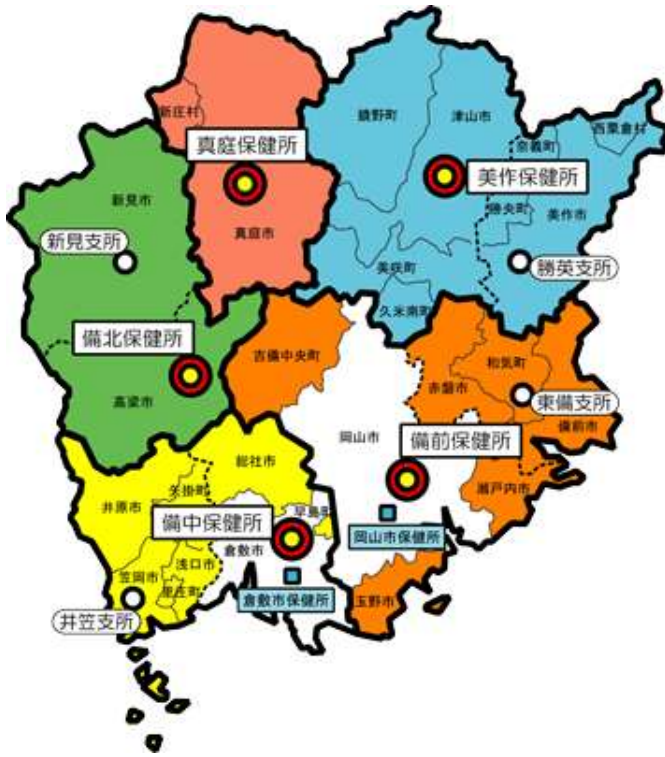 鏡野町
津山市
新庄村
奈義町
西粟倉村
真庭保健所
美作保健所
新見市
勝央町
美作市
真庭市
新見支所
美咲町
勝英支所
久米南町
備北保健所
吉備中央町
和気町
赤磐市
高梁市
東備支所
備前市
岡山市
備前保健所
総社市
瀬戸内市
矢掛町
井原市
早島町
備中保健所
岡山市保健所
倉敷市
浅口市
笠岡市
里庄町
倉敷市保健所
玉野市
井笠支所